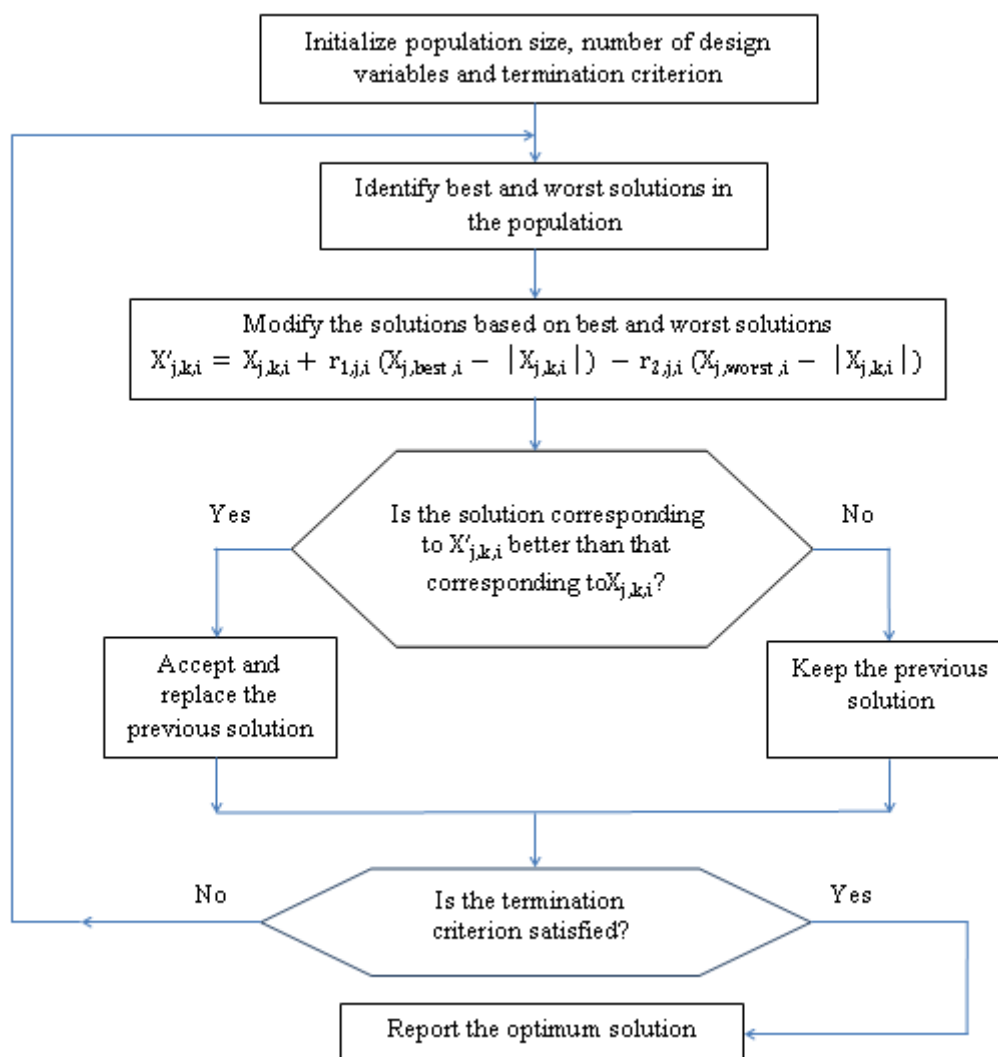 Initialize population size, number of design
variables and termination criterion
Identify best and worst solutions in
the population
Modify the solutions based on best and worst solutions
X'j,k,i = Xj,k,i + r1,j,i (Xj,best,i − |Xj,k,i|) − r2,j,i (Xj,worst,i − |Xj,k,i|)
Yes
Is the solution corresponding
to X'j,k,i better than that
corresponding toXj,k,i?
No
Accept and
replace the
previous solution
Keep the previous
solution
No
Is the termination
criterion satisfied?
Yes
Report the optimum solution